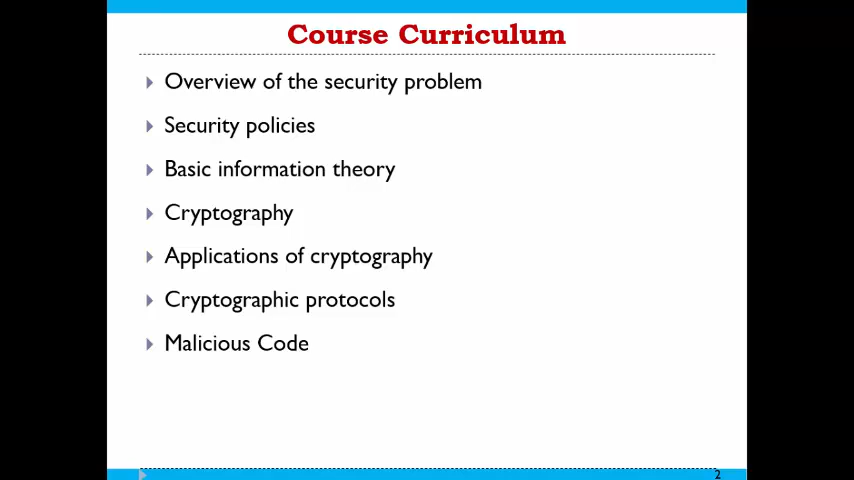 Course Curriculum
Overview of the security problem
Security policies
Basic information theory
Cryptography
Applications of cryptography
Cryptographic protocols
Malicious Code
2